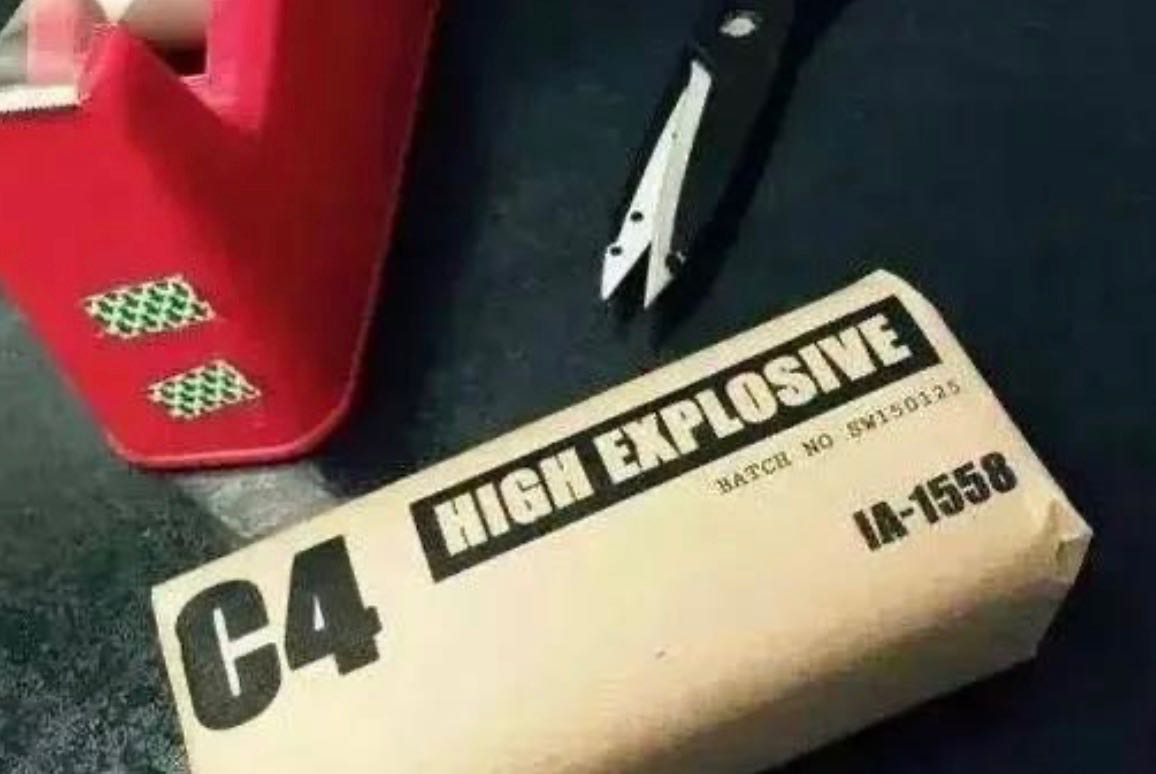 HIGH EXPLOSIVE
BATCH NO SW150125
IA-1558
C4